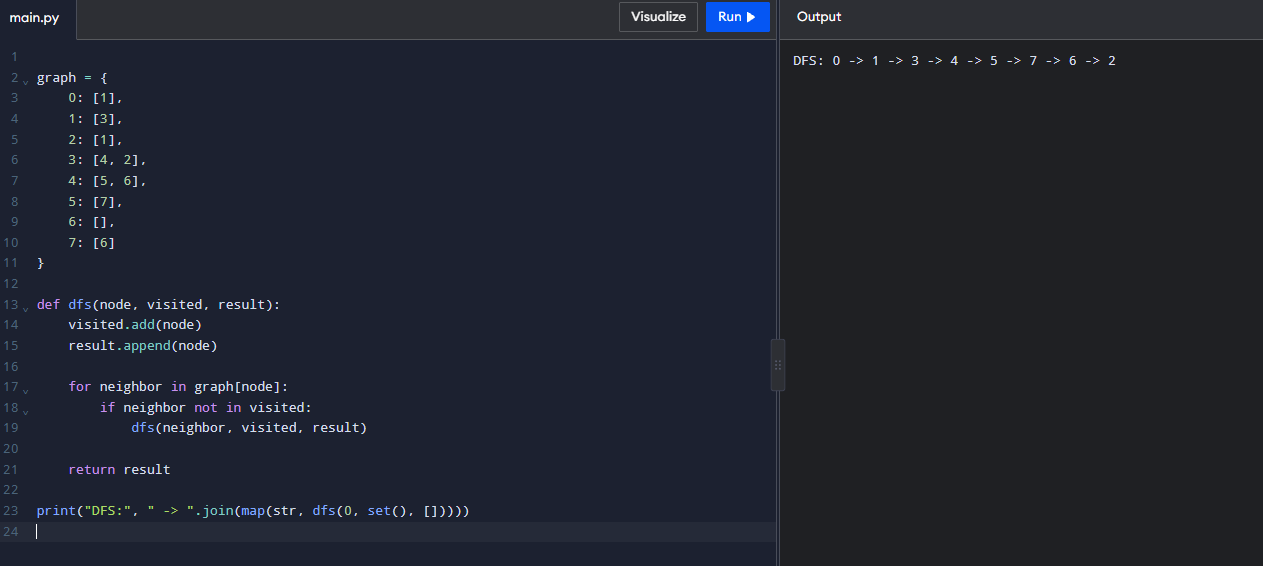 main.py
Visualize
Run
Output
1
2 graph = {
3     0: [1],
4     1: [3],
5     2: [1],
6     3: [4, 2],
7     4: [5, 6],
8     5: [7],
9     6: [],
10     7: [6]
11 }
12
13 def dfs(node, visited, result):
14     visited.add(node)
15     result.append(node)
16
17     for neighbor in graph[node]:
18         if neighbor not in visited:
19             dfs(neighbor, visited, result)
20
21     return result
22
23 print("DFS:", " -> ".join(map(str, dfs(0, set(), []))))
24
DFS: 0 -> 1 -> 3 -> 4 -> 5 -> 7 -> 6 -> 2